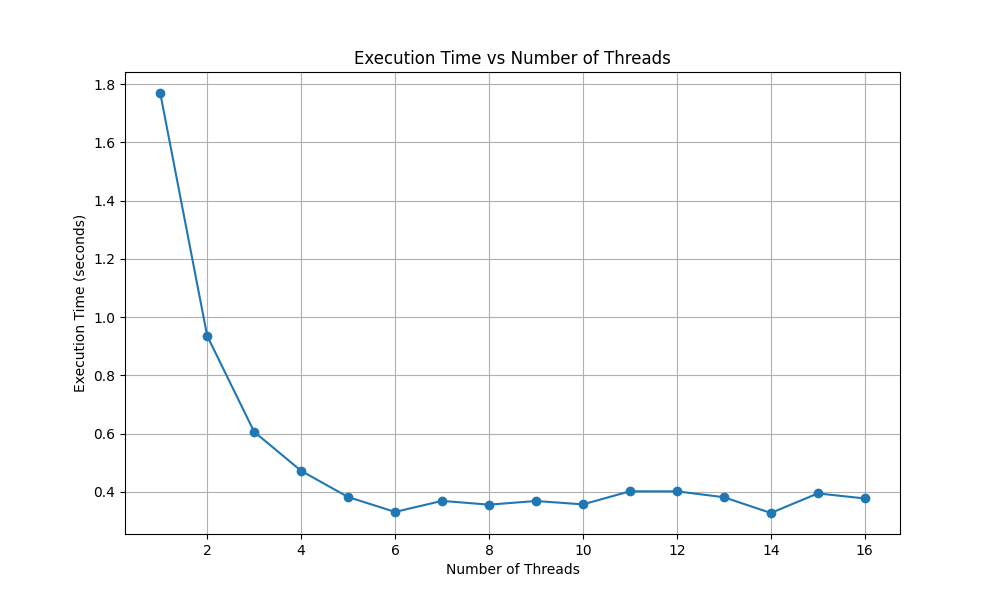 Execution Time vs Number of Threads
Execution Time (seconds)
1.8
1.6
1.4
1.2
1.0
0.8
0.6
0.4
2 4 6 8 10 12 14 16
Number of Threads